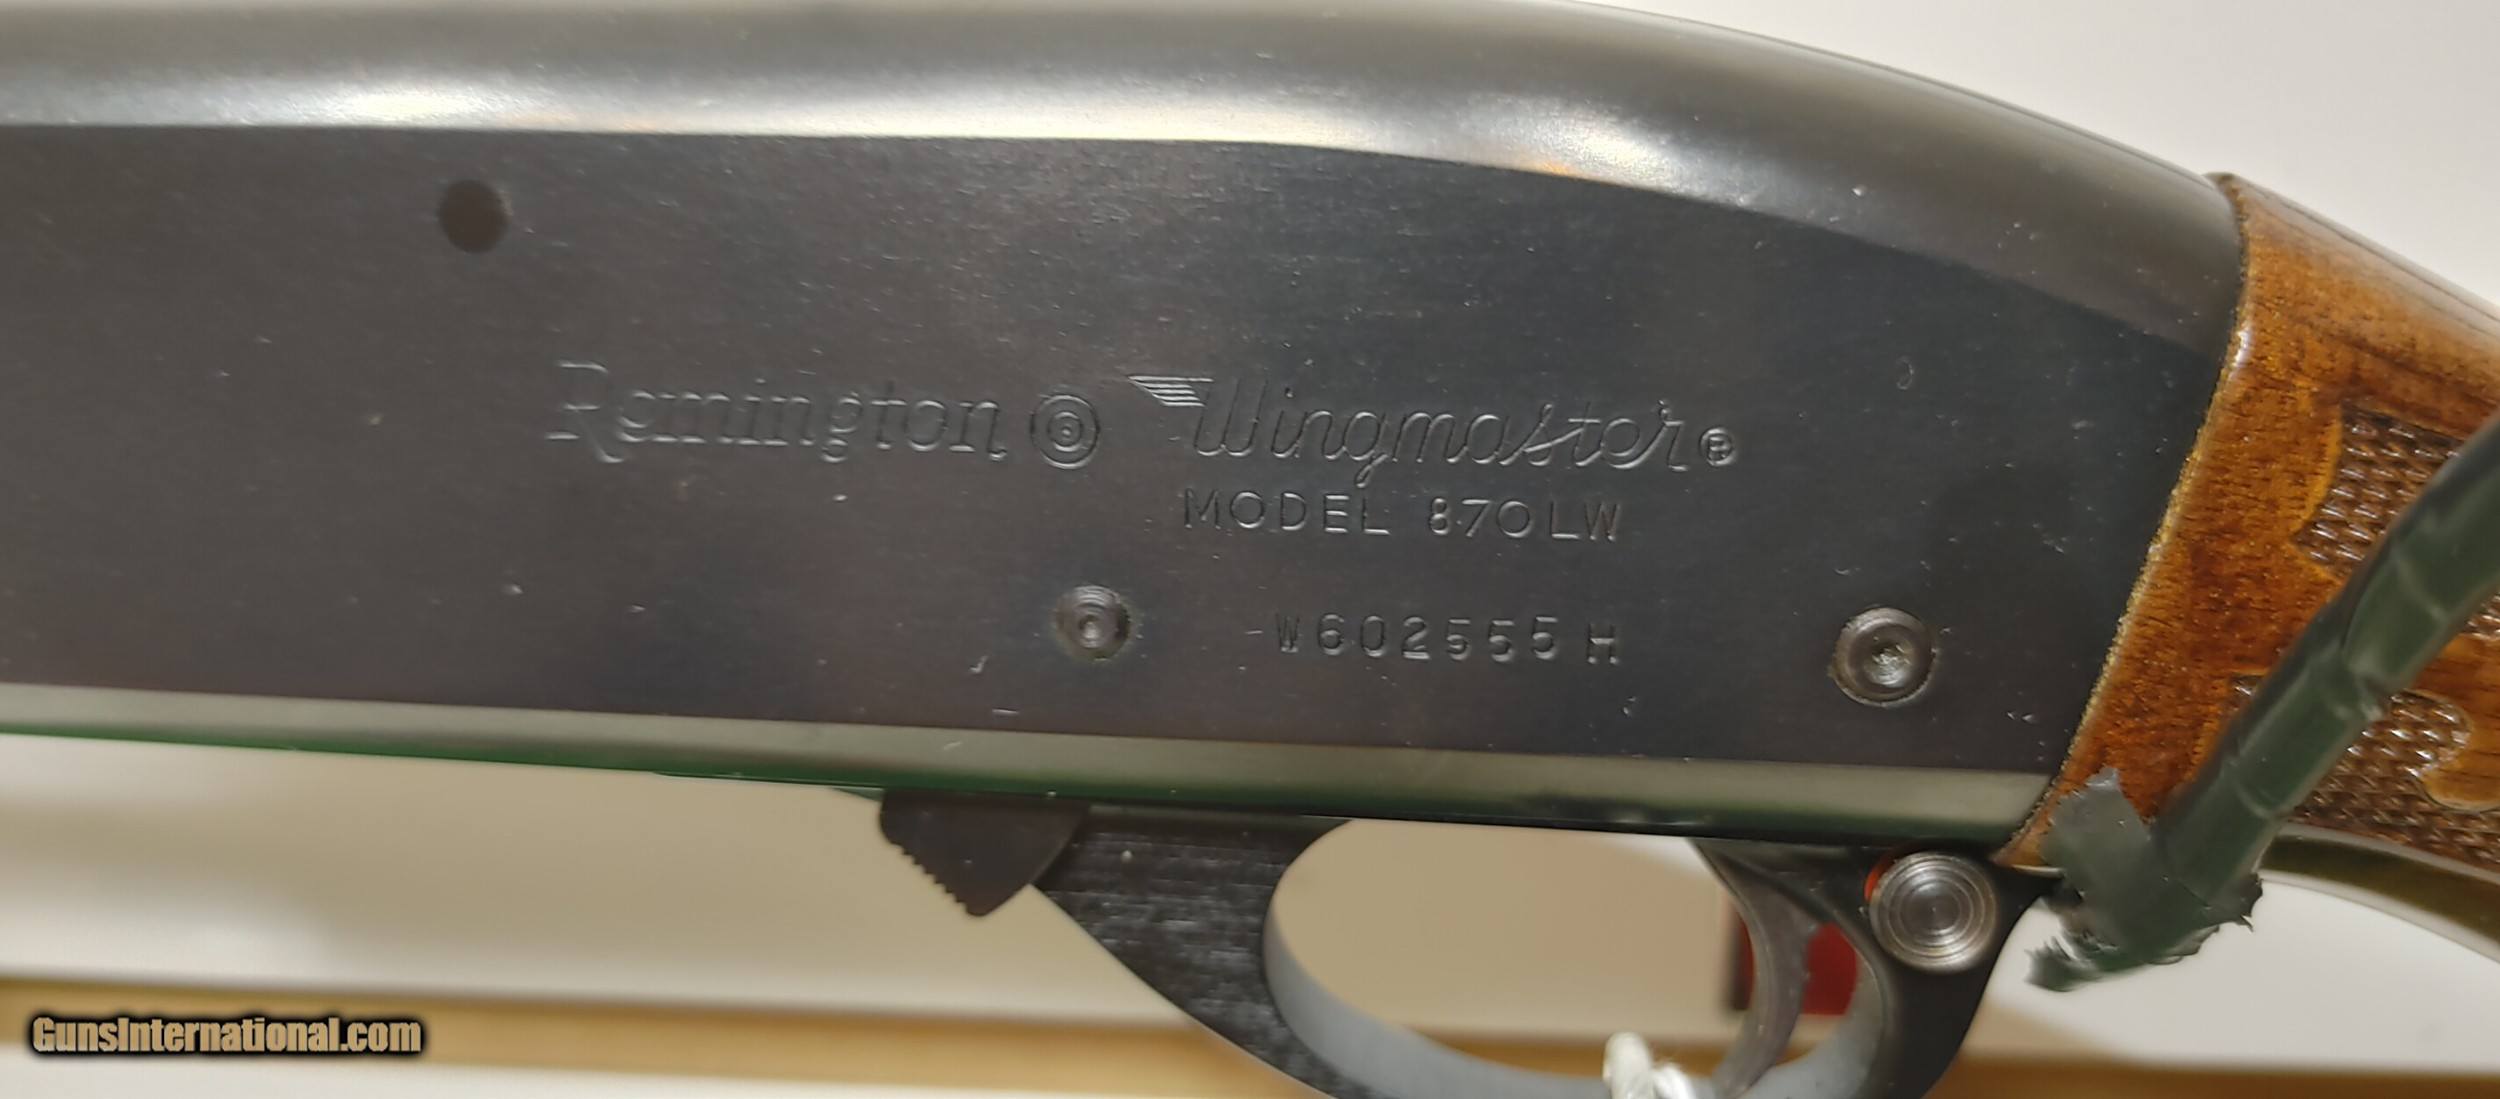 Remington Wingmaster®
MODEL 870LW
W602555H
GunsInternational.com